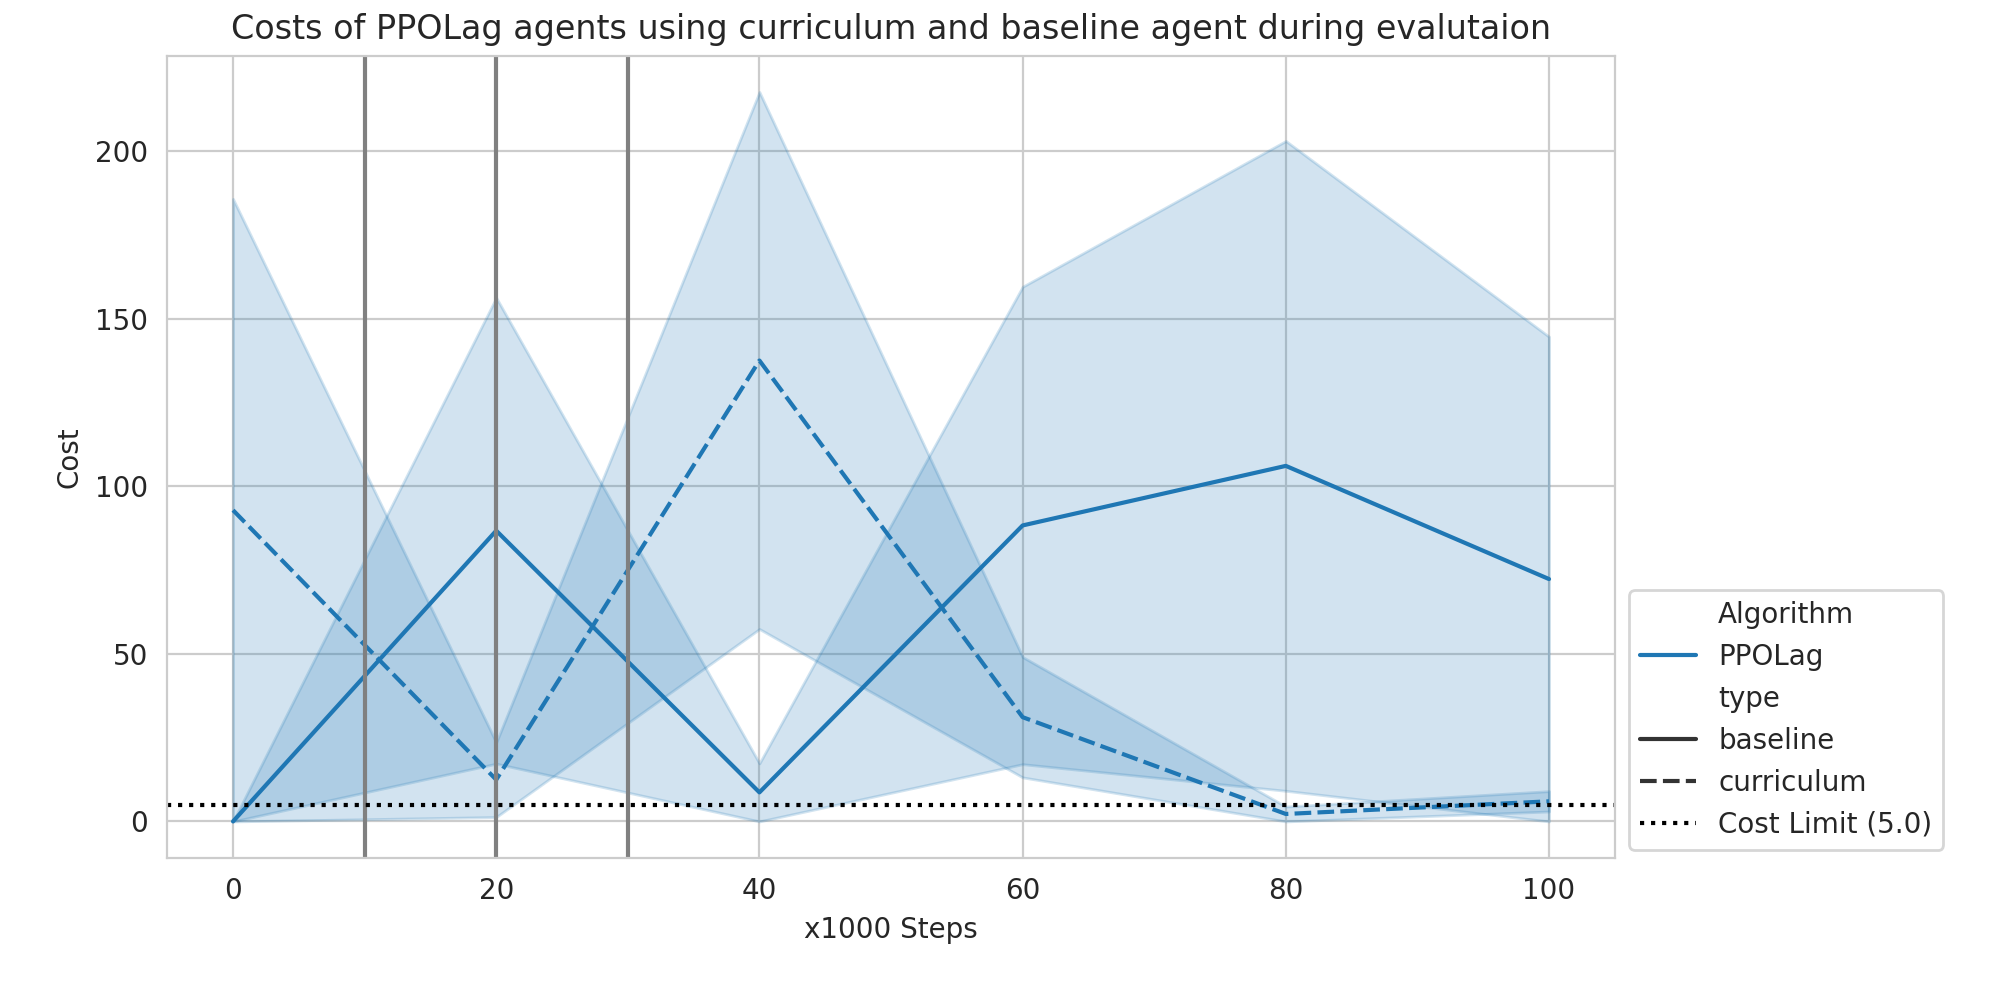 Costs of PPOLag agents using curriculum and baseline agent during evalutaion
200
150
100
50
0
Cost
0 20 40 60 80 100
x1000 Steps
Algorithm
PPOLag
type
baseline
curriculum
Cost Limit (5.0)